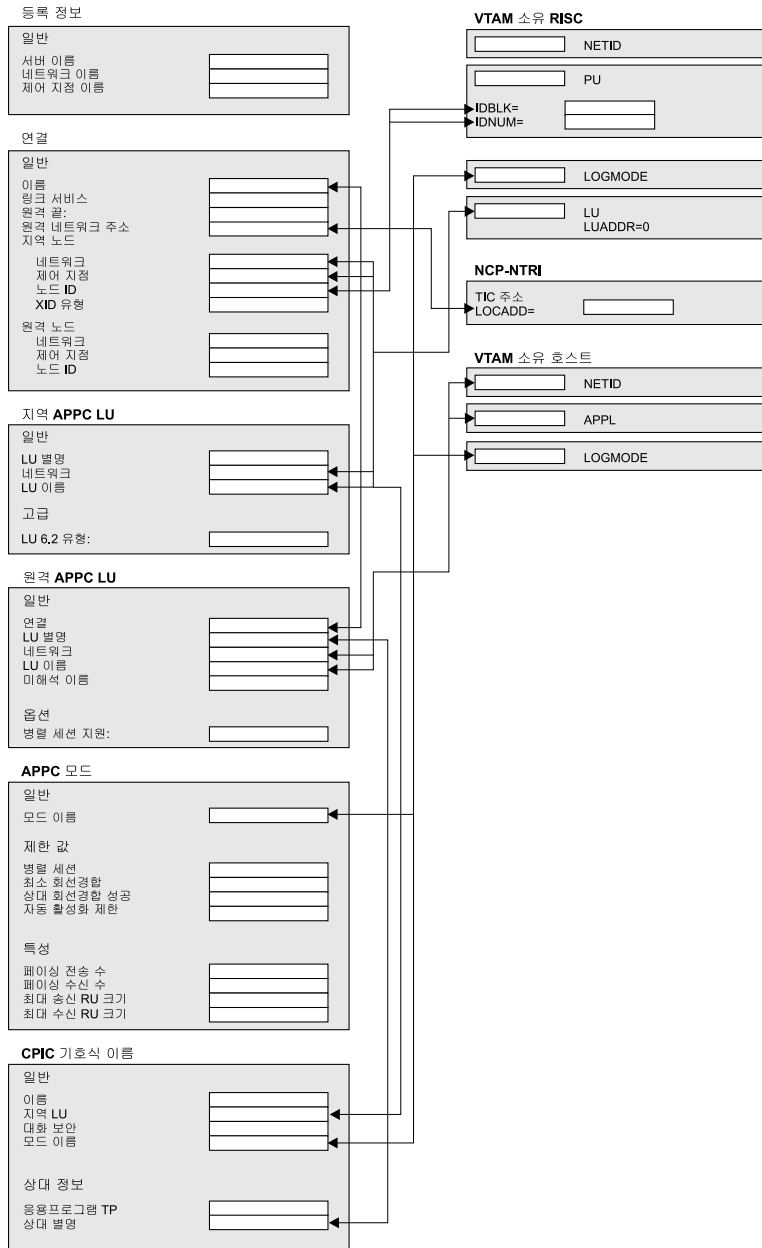 등록 정보
일반
서버 이름
네트워크 이름
제어 지점 이름
연결
일반
이름
링크 서비스
원격 끝:
원격 네트워크 주소
지역 노드
네트워크
제어 지점
노드 ID
XID 유형
원격 노드
네트워크
제어 지점
노드 ID
지역 APPC LU
일반
LU 별명
네트워크
LU 이름
고급
LU 6.2 유형:
원격 APPC LU
일반
연결
LU 별명
네트워크
LU 이름
미해석 이름
옵션
병렬 세션 지원:
APPC 모드
일반
모드 이름
제한 값
병렬 세션
최소 회선경합
상대 회선경합 성공
자동 활성화 제한
특성
페이싱 전송 수
페이싱 수신 수
최대 송신 RU 크기
최대 수신 RU 크기
CPIC 기호식 이름
일반
이름
지역 LU
대화 보안
모드 이름
상대 정보
응용프로그램 TP
상대 별명
VTAM 소유 RISC
NETID
PU
IDBLK=
IDNUM=
LOGMODE
LU
LUADDR=0
NCP-NTRI
TIC 주소
LOCADD=
VTAM 소유 호스트
NETID
APPL
LOGMODE